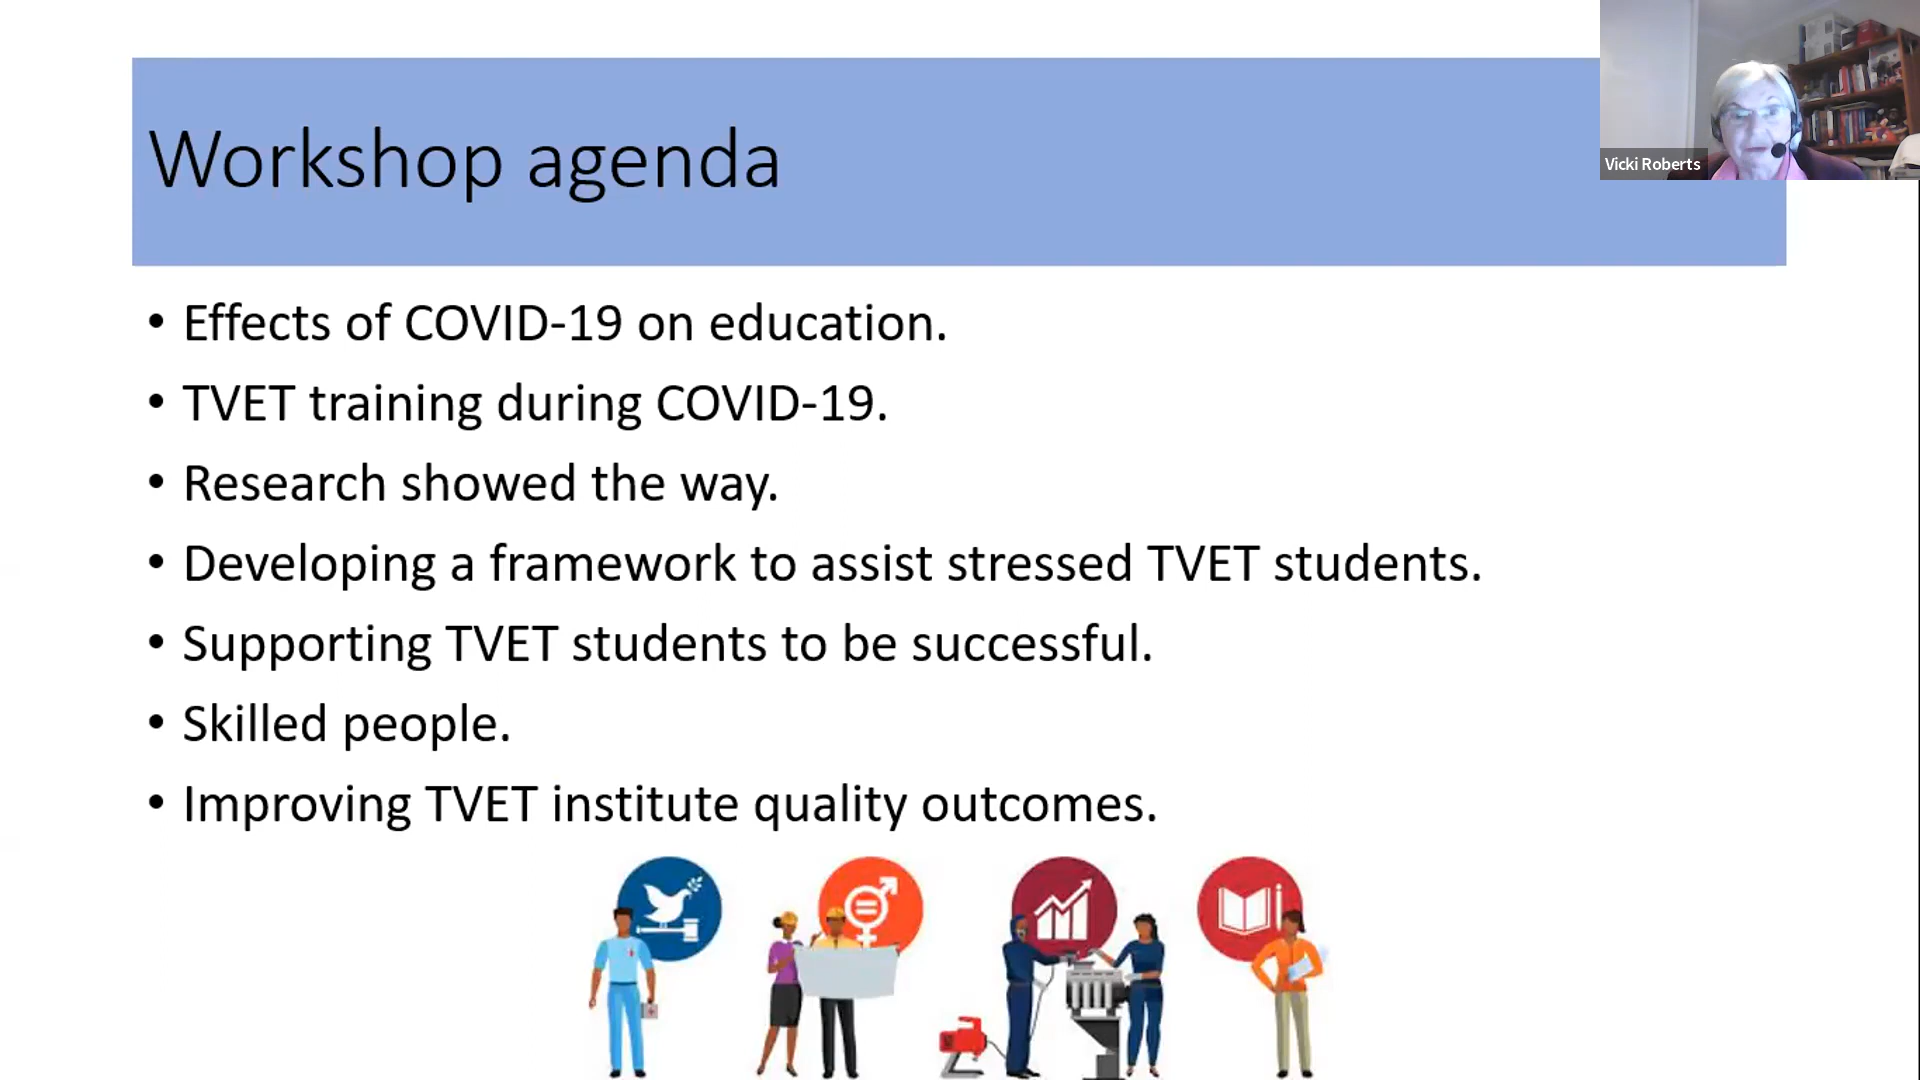 Workshop agenda
Vicki Roberts
• Effects of COVID-19 on education.
• TVET training during COVID-19.
• Research showed the way.
• Developing a framework to assist stressed TVET students.
• Supporting TVET students to be successful.
• Skilled people.
• Improving TVET institute quality outcomes.